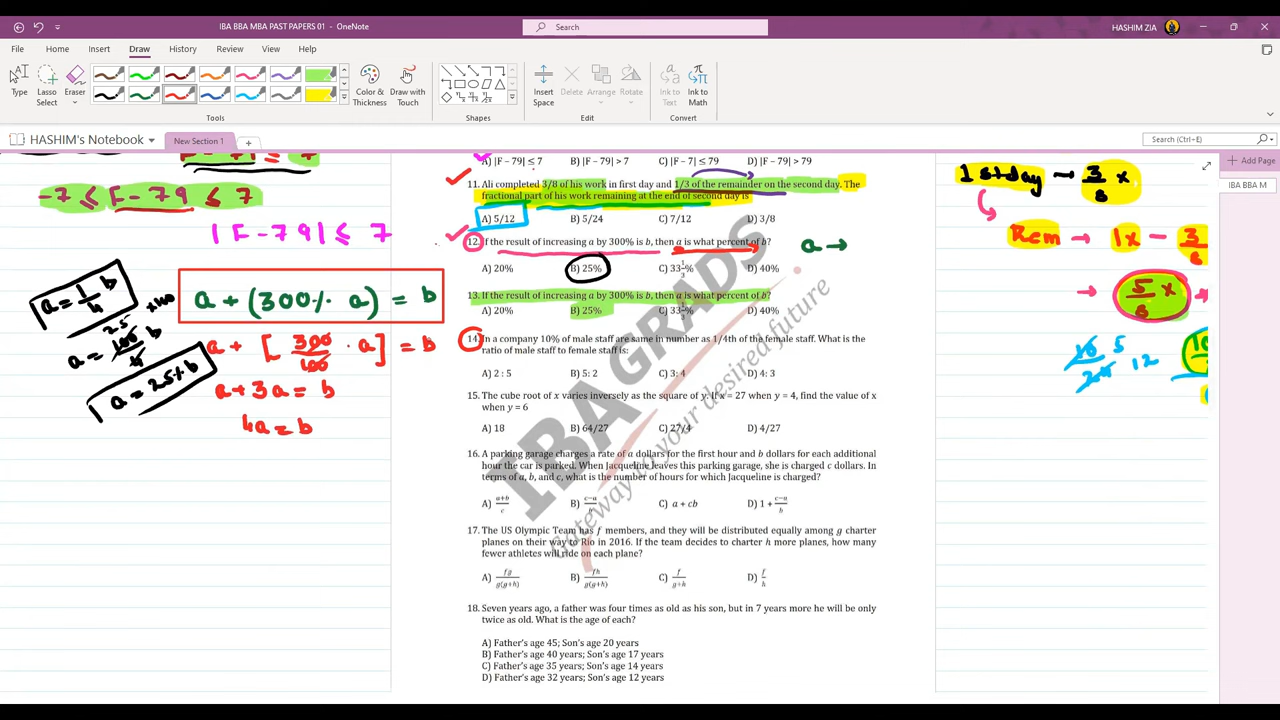 IBA BBA MBA PAST PAPERS 01 - OneNote
Search
HASHIM ZIA
File Home Insert Draw History Review View Help
Type
Lasso Select
Eraser
Color & Thickness
Draw with Touch
Insert Space
Delete
Arrange
Rotate
Ink to Text
Ink to Math
Tools
Shapes
Edit
Convert
HASHIM's Notebook
New Section 1
Search (Ctrl+E)
Add Page
IBA BBA M
-7 ≤ F - 79 ≤ 7
|F - 79| ≤ 7
a = 1/4 b
a = 100/4 b
25
a = 25% b
a + (300% a) = b
a + [300/100 · a] = b
a + 3a = b
4a = b
A) |F - 79| ≤ 7 B) |F - 79| > 7 C) |F - 7| ≤ 79 D) |F - 79| > 79
11. Ali completed 3/8 of his work in first day and 1/3 of the remainder on the second day. The
fractional part of his work remaining at the end of second day is
A) 5/12 B) 5/24 C) 7/12 D) 3/8
12. If the result of increasing a by 300% is b, then a is what percent of b?
A) 20% B) 25% C) 33 1/3 % D) 40%
13. If the result of increasing a by 300% is b, then a is what percent of b?
A) 20% B) 25% C) 33 1/3 % D) 40%
14. In a company 10% of male staff are same in number as 1/4th of the female staff. What is the
ratio of male staff to female staff is:
A) 2 : 5 B) 5: 2 C) 3: 4 D) 4: 3
15. The cube root of x varies inversely as the square of y. If x = 27 when y = 4, find the value of x
when y = 6
A) 18 B) 64/27 C) 27/4 D) 4/27
16. A parking garage charges a rate of a dollars for the first hour and b dollars for each additional
hour the car is parked. When Jacqueline leaves this parking garage, she is charged c dollars. In
terms of a, b, and c, what is the number of hours for which Jacqueline is charged?
A) (a+b)/c B) (c-a)/b C) a + cb D) 1 + (c-a)/b
17. The US Olympic Team has f members, and they will be distributed equally among g charter
planes on their way to Rio in 2016. If the team decides to charter h more planes, how many
fewer athletes will ride on each plane?
A) fg/g(g+h) B) fh/g(g+h) C) f/g+h D) f/h
18. Seven years ago, a father was four times as old as his son, but in 7 years more he will be only
twice as old. What is the age of each?
A) Father's age 45; Son's age 20 years
B) Father's age 40 years; Son's age 17 years
C) Father's age 35 years; Son's age 14 years
D) Father's age 32 years; Son's age 12 years
IBA GRADS
Gateway to your desired future
a →
1st day → 3/8 x
Rem → 1x - 3/8
→ 5/8 x
5
12